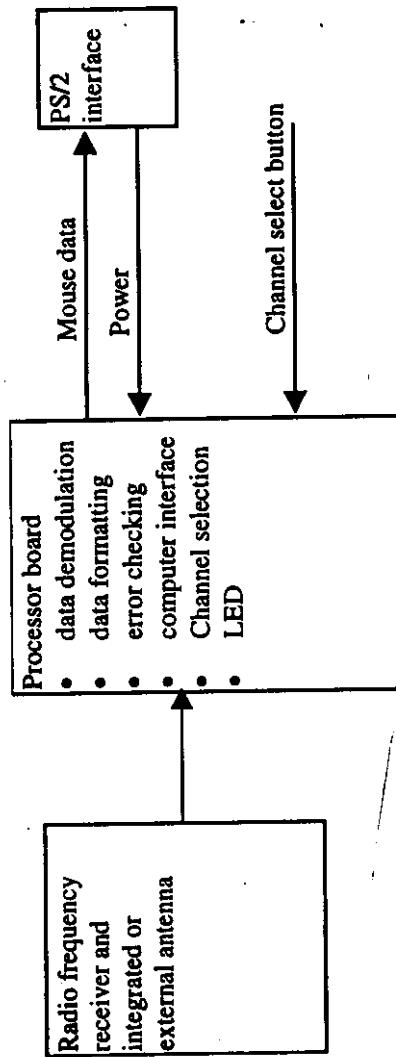 Radio frequency
receiver and
integrated or
external antenna
Processor board
• data demodulation
• data formatting
• error checking
• computer interface
• Channel selection
• LED
Mouse data
Power
Channel select button
PS/2
interface